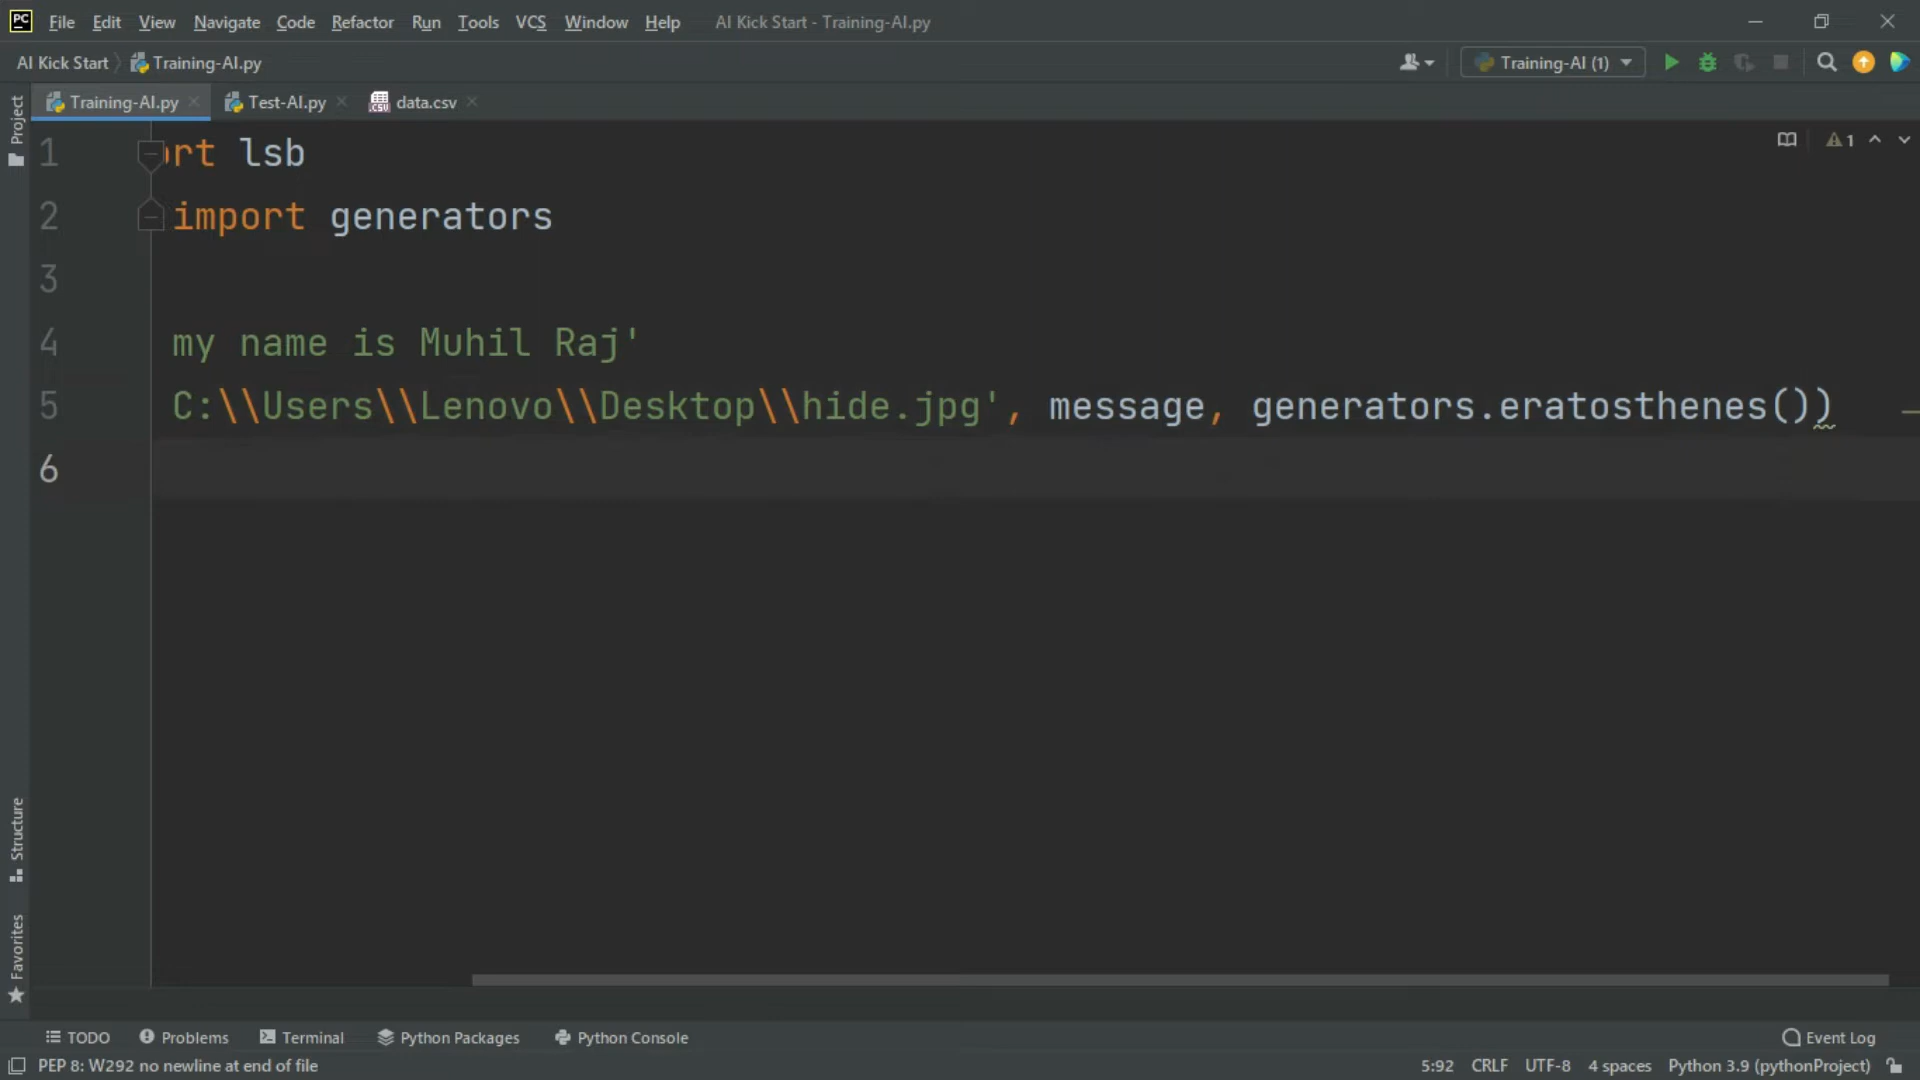 PC File Edit View Navigate Code Refactor Run Tools VCS Window Help AI Kick Start - Training-AI.py
AI Kick Start Training-AI.py Training-AI (1)
Training-AI.py Test-AI.py data.csv
Project
1 rt lsb 1
2 import generators
3
4 my name is Muhil Raj'
5 C:\\Users\\Lenovo\\Desktop\\hide.jpg', message, generators.eratosthenes())
6
Structure
Favorites
TODO Problems Terminal Python Packages Python Console Event Log
PEP 8: W292 no newline at end of file 5:92 CRLF UTF-8 4 spaces Python 3.9 (pythonProject)